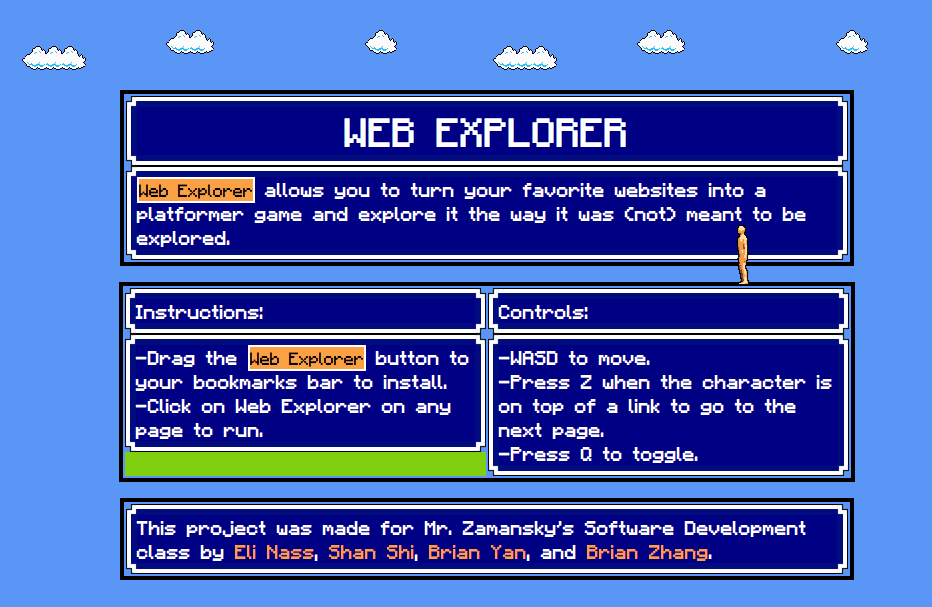 WEB EXPLORER
Web Explorer allows you to turn your favorite websites into a
platformer game and explore it the way it was (not) meant to be
explored.
Instructions:
-Drag the Web Explorer button to
your bookmarks bar to install.
-Click on Web Explorer on any
page to run.
Controls:
-WASD to move.
-Press Z when the character is
on top of a link to go to the
next page.
-Press Q to toggle.
This project was made for Mr. Zamansky's Software Development
class by Eli Nass, Shan Shi, Brian Yan, and Brian Zhang.